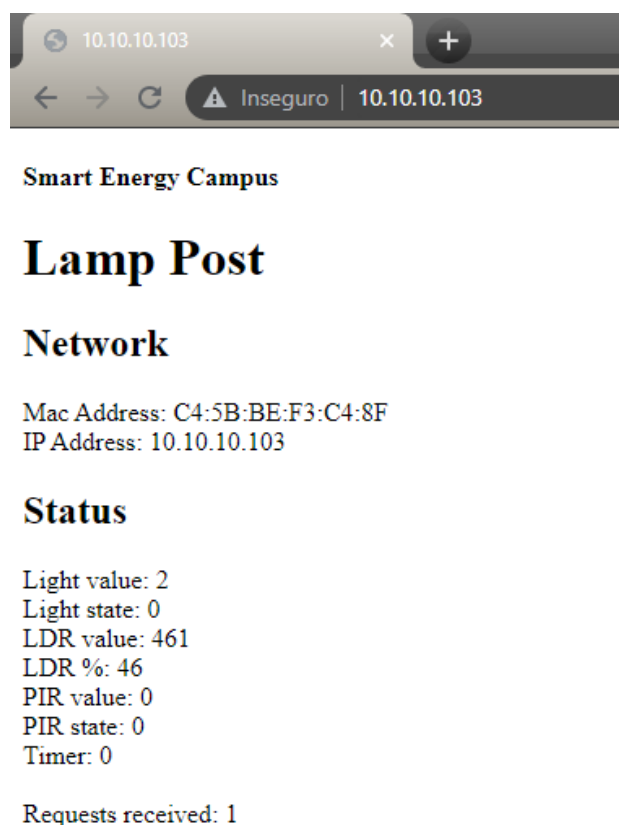 10.10.10.103
Inseguro | 10.10.10.103
Smart Energy Campus
Lamp Post
Network
Mac Address: C4:5B:BE:F3:C4:8F
IP Address: 10.10.10.103
Status
Light value: 2
Light state: 0
LDR value: 461
LDR %: 46
PIR value: 0
PIR state: 0
Timer: 0
Requests received: 1